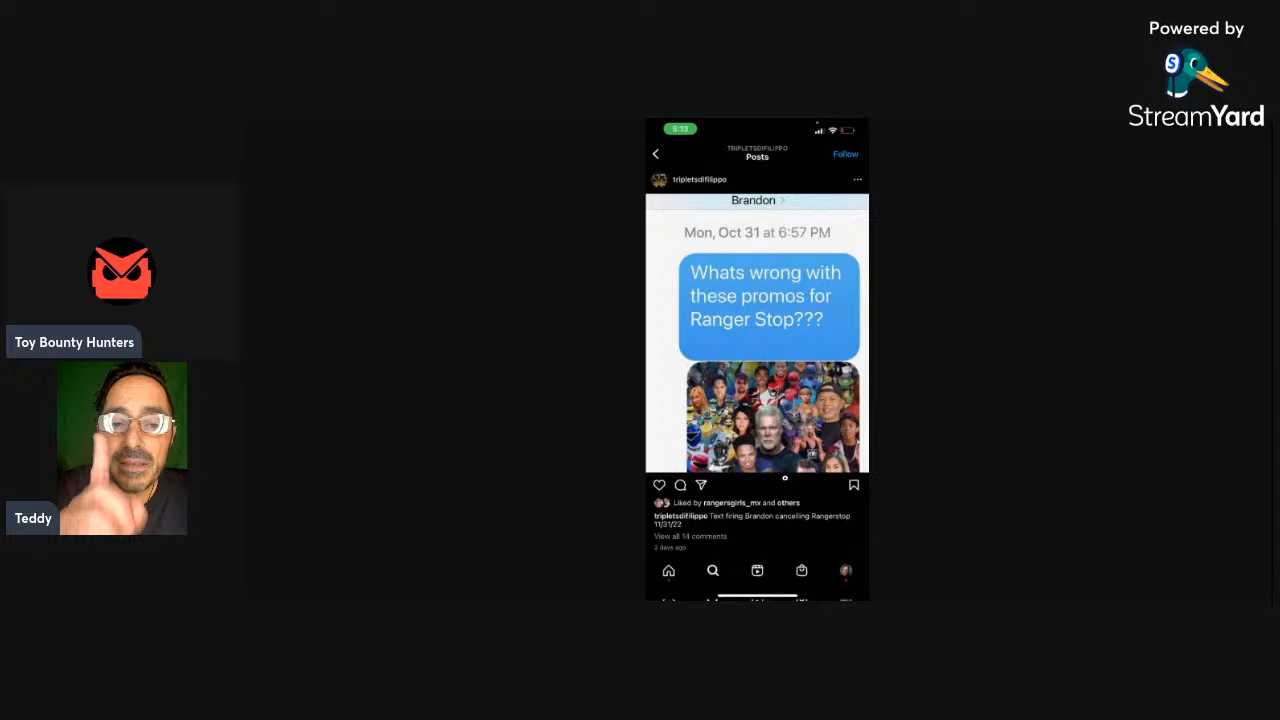 Powered by
S
StreamYard
9:13
TRIPLETSDIFILIPPO
Posts
Follow
tripletsdifilippo
Brandon
Mon, Oct 31 at 6:57 PM
Whats wrong with
these promos for
Ranger Stop???
Liked by rangersgirls_mx and others
tripletsdifilippo Text firing Brandon cancelling Rangerstop
11/31/22
View all 14 comments
2 days ago
Toy Bounty Hunters
Teddy